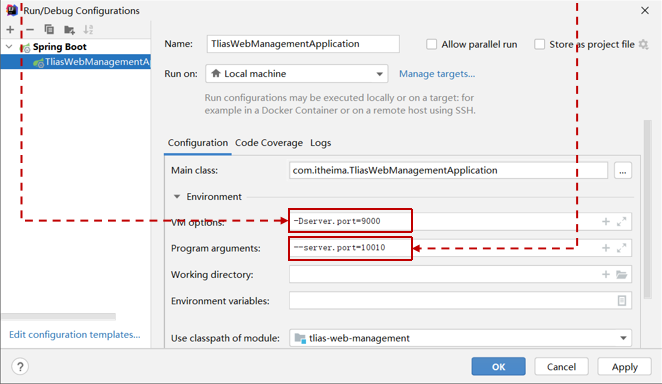 Run/Debug Configurations
Spring Boot
TliasWebManagementAp
Edit configuration templates...
Name: TliasWebManagementApplication
Allow parallel run
Store as project file
Run on: Local machine
Manage targets...
Run configurations may be executed locally or on a target: for
example in a Docker Container or on a remote host using SSH.
Configuration Code Coverage Logs
Main class: com.itheima.TliasWebManagementApplication ...
Environment
VM options: -Dserver.port=9000
Program arguments: --server.port=10010
Working directory:
Environment variables:
Use classpath of module: tlias-web-management
? OK Cancel Apply